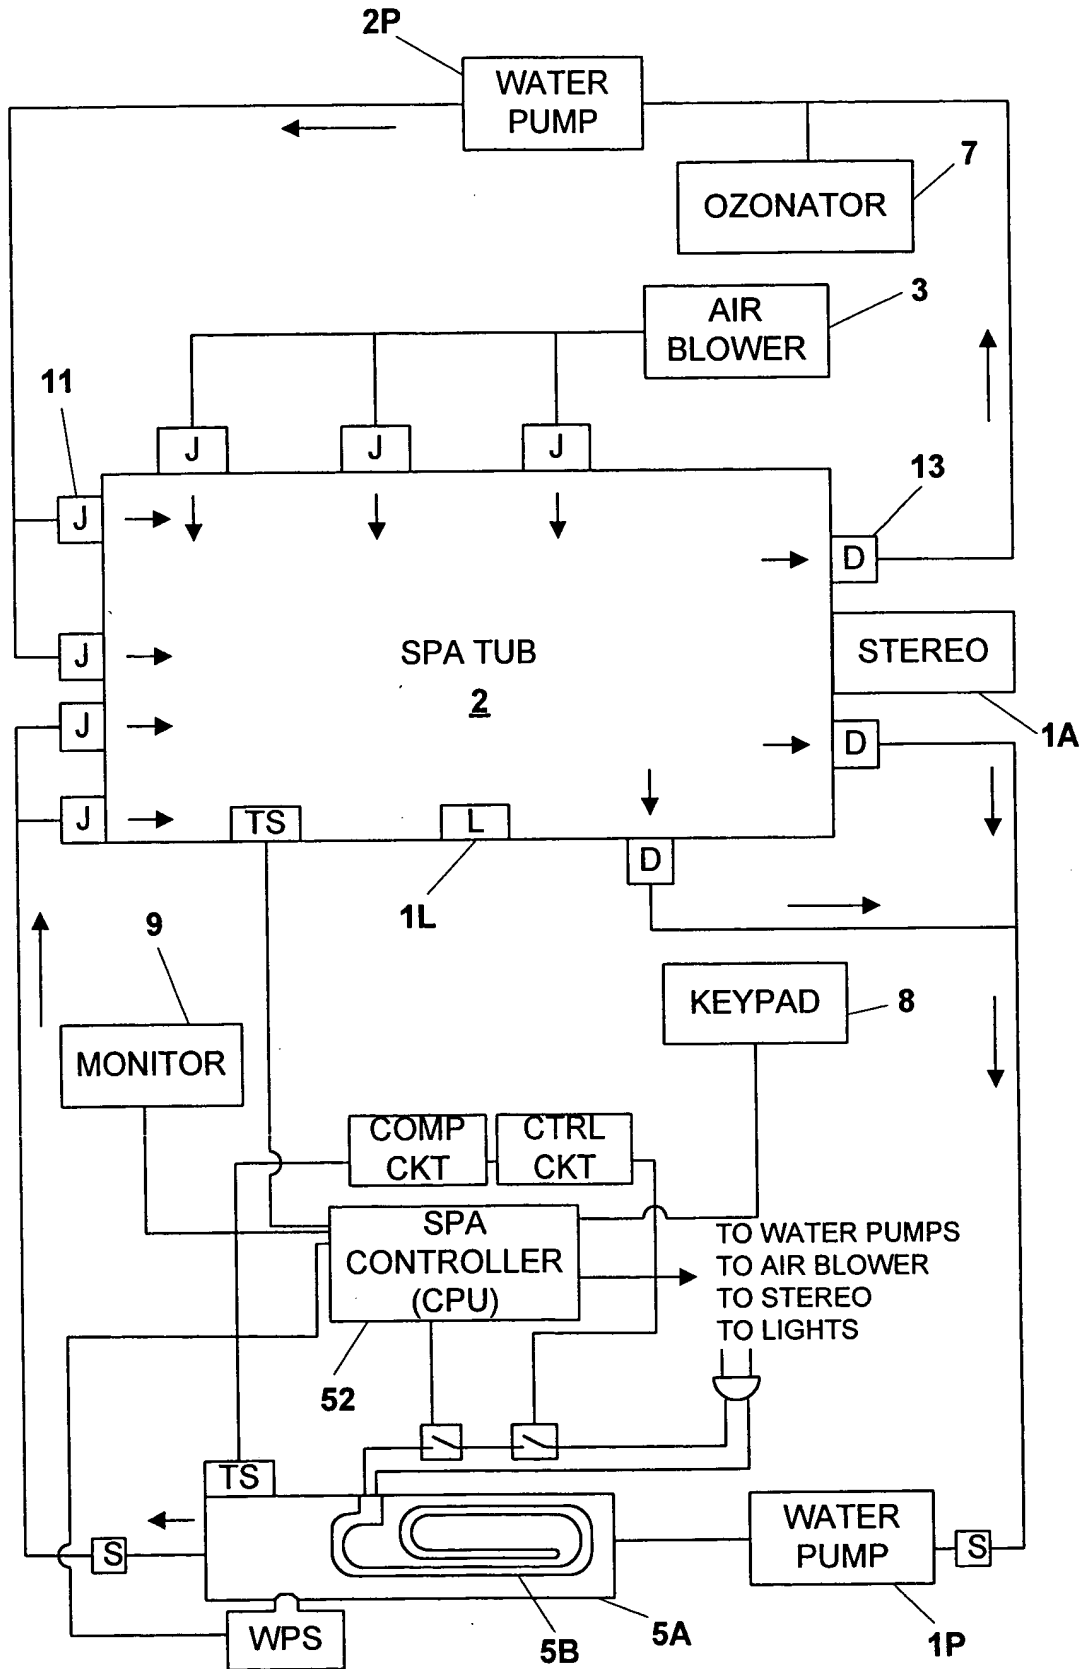 2P
WATER
PUMP
7
OZONATOR
3
AIR
BLOWER
11
J
J
J
13
J
D
J
SPA TUB
2
STEREO
J
D
1A
J
TS
L
D
1L
9
KEYPAD
8
MONITOR
COMP
CKT
CTRL
CKT
SPA
CONTROLLER
(CPU)
TO WATER PUMPS
TO AIR BLOWER
TO STEREO
TO LIGHTS
52
TS
WATER
PUMP
S
S
WPS
5B
5A
1P